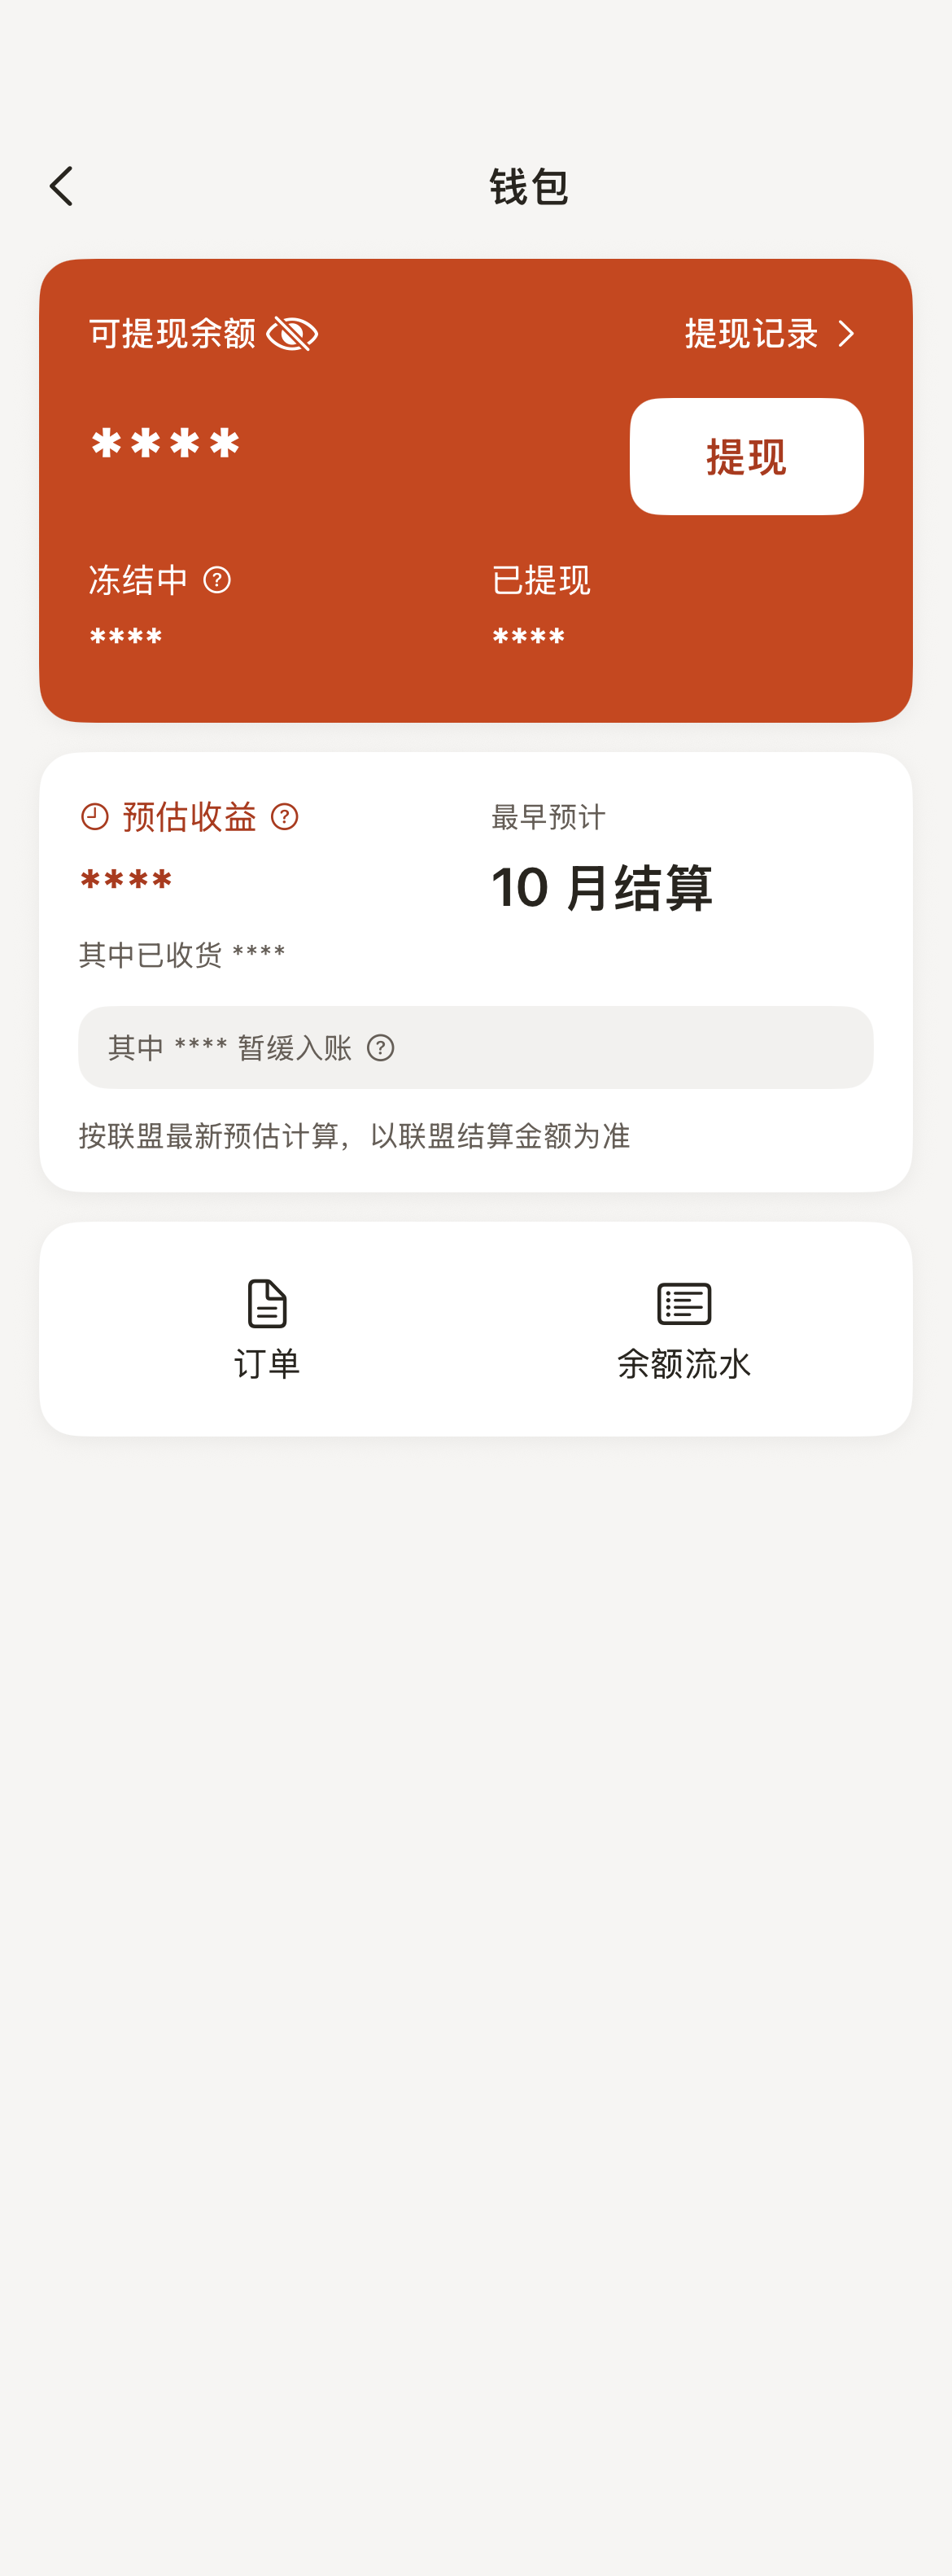 钱包
可提现余额
提现记录
****
提现
冻结中
已提现
****
****
预估收益
最早预计
****
10 月结算
其中已收货 ****
其中 **** 暂缓入账
按联盟最新预估计算，以联盟结算金额为准
订单
余额流水